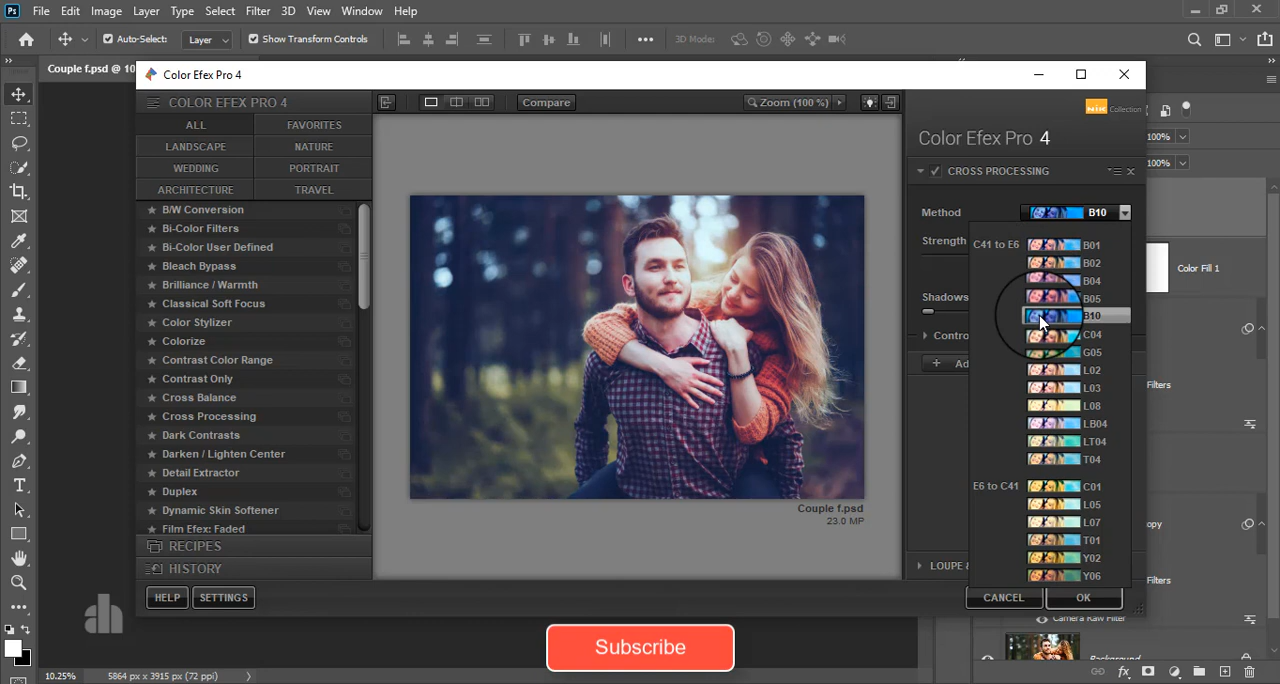 Ps File Edit Image Layer Type Select Filter 3D View Window Help
Auto-Select: Layer Show Transform Controls 3D Mode:
Couple f.psd @ 10
Color Efex Pro 4
COLOR EFEX PRO 4
Compare
Zoom (100 %)
Nik Collection
ALL FAVORITES
LANDSCAPE NATURE
WEDDING PORTRAIT
ARCHITECTURE TRAVEL
B/W Conversion
Bi-Color Filters
Bi-Color User Defined
Bleach Bypass
Brilliance / Warmth
Classical Soft Focus
Color Stylizer
Colorize
Contrast Color Range
Contrast Only
Cross Balance
Cross Processing
Dark Contrasts
Darken / Lighten Center
Detail Extractor
Duplex
Dynamic Skin Softener
Film Efex: Faded
RECIPES
HISTORY
HELP SETTINGS
Couple f.psd
23.0 MP
Color Efex Pro 4
CROSS PROCESSING
Method B10
Strength
Shadows
Contro
Ad
LOUPE &
C41 to E6 B01
B02
B04
B05
B10
C04
G05
L02
L03
L08
LB04
LT04
T04
E6 to C41 C01
L05
L07
T01
Y02
Y06
CANCEL OK
100%
100%
Color Fill 1
Filters
opy
Filters
Camera Raw Filter
Background
Subscribe
10.25% 5864 px x 3915 px (72 ppi)